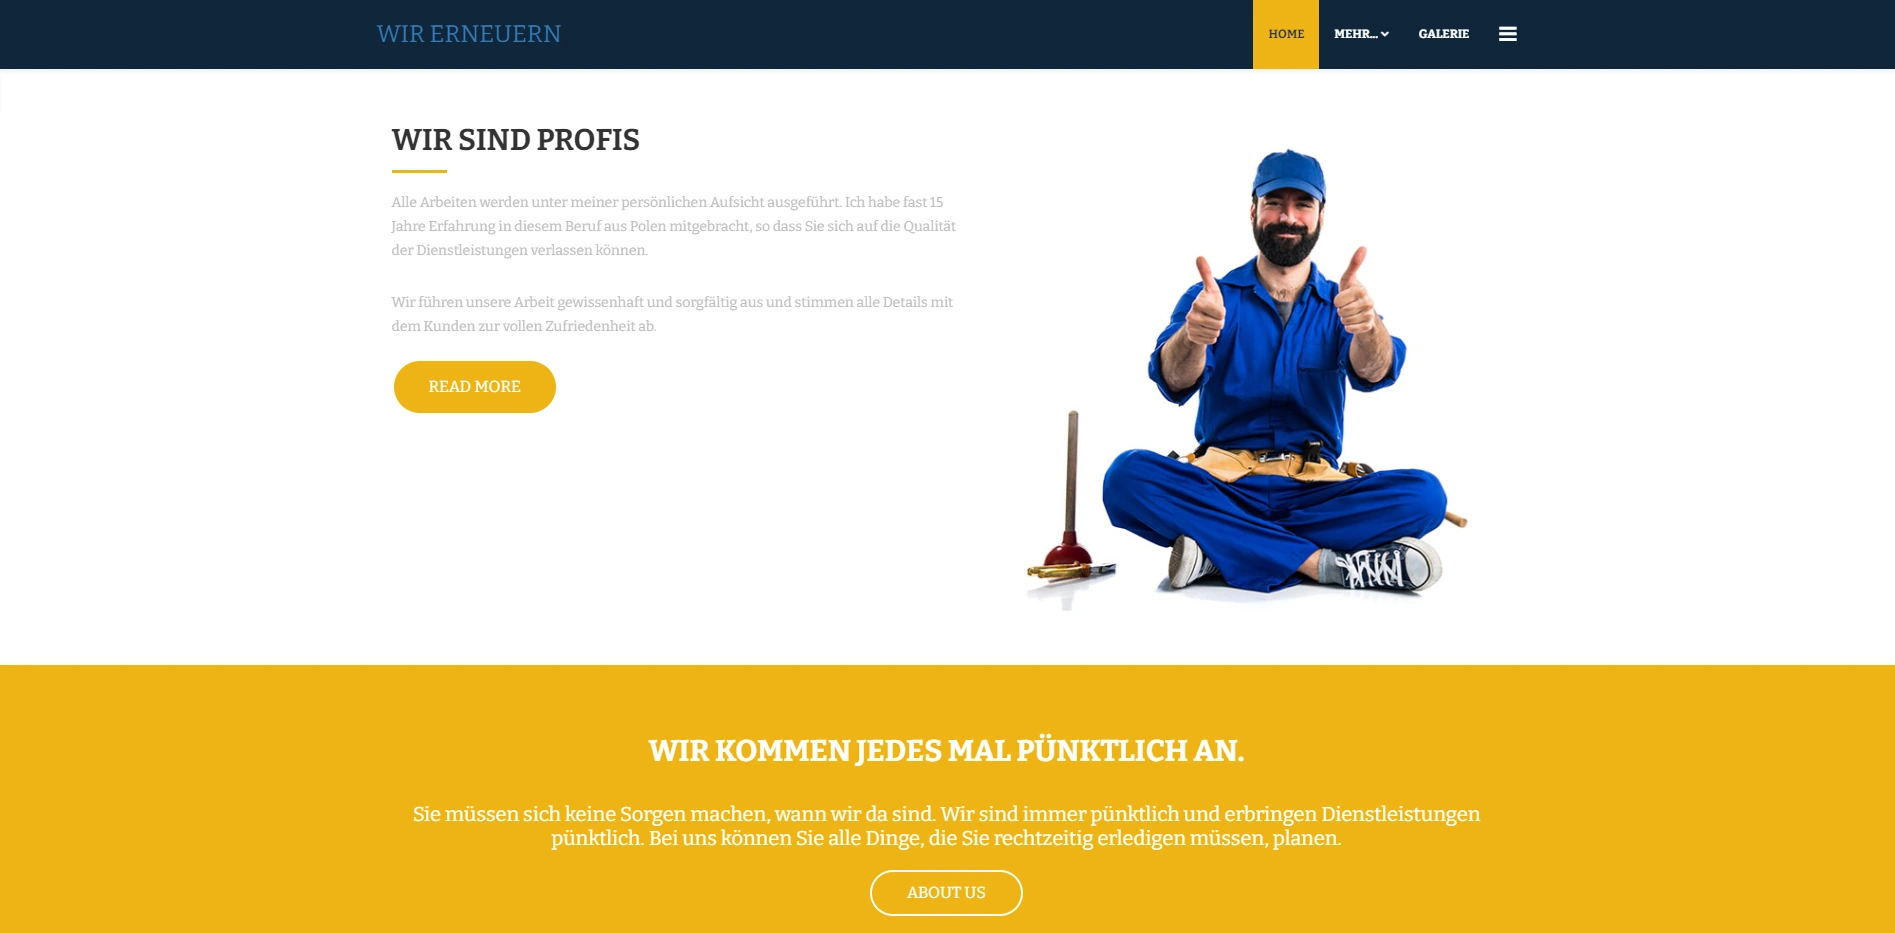 WIR ERNEUERN
HOME
MEHR...
GALERIE
WIR SIND PROFIS
Alle Arbeiten werden unter meiner persönlichen Aufsicht ausgeführt. Ich habe fast 15
Jahre Erfahrung in diesem Beruf aus Polen mitgebracht, so dass Sie sich auf die Qualität
der Dienstleistungen verlassen können.
Wir führen unsere Arbeit gewissenhaft und sorgfältig aus und stimmen alle Details mit
dem Kunden zur vollen Zufriedenheit ab.
READ MORE
WIR KOMMEN JEDES MAL PÜNKTLICH AN.
Sie müssen sich keine Sorgen machen, wann wir da sind. Wir sind immer pünktlich und erbringen Dienstleistungen
pünktlich. Bei uns können Sie alle Dinge, die Sie rechtzeitig erledigen müssen, planen.
ABOUT US